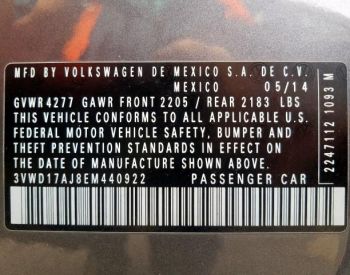 MFD BY VOLKSWAGEN DE MEXICO S.A. DE C.V.
MEXICO 05/14
GVWR4277 GAWR FRONT 2205 / REAR 2183 LBS
THIS VEHICLE CONFORMS TO ALL APPLICABLE U.S.
FEDERAL MOTOR VEHICLE SAFETY, BUMPER AND
THEFT PREVENTION STANDARDS IN EFFECT ON THE
DATE OF MANUFACTURE SHOWN ABOVE.
3VWD17AJ8EM440922 PASSENGER CAR
2247112 1093 M